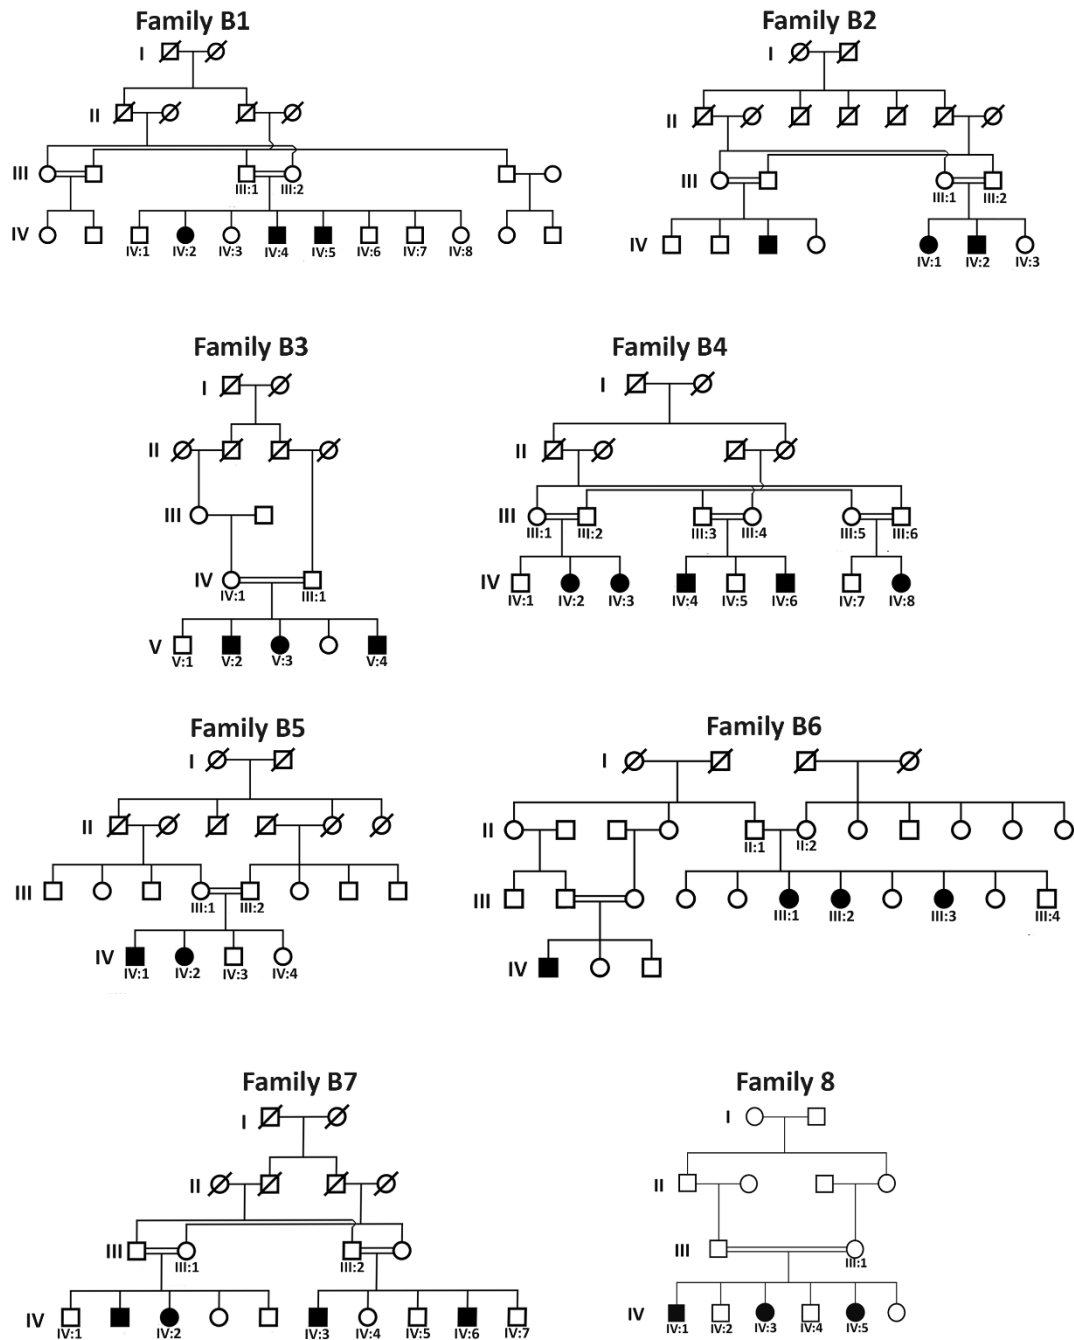 Family B1
I
II
III
III:1 III:2
IV
IV:1 IV:2 IV:3 IV:4 IV:5 IV:6 IV:7 IV:8
Family B2
I
II
III
III:1 III:2
IV
IV:1 IV:2 IV:3
Family B3
I
II
III
IV
IV:1 III:1
V
V:1 V:2 V:3 V:4
Family B4
I
II
III
III:1 III:2 III:3 III:4 III:5 III:6
IV
IV:1 IV:2 IV:3 IV:4 IV:5 IV:6 IV:7 IV:8
Family B5
I
II
III
III:1 III:2
IV
IV:1 IV:2 IV:3 IV:4
Family B6
I
II
II:1 II:2
III
III:1 III:2 III:3 III:4
IV
Family B7
I
II
III
III:1 III:2
IV
IV:1 IV:2 IV:3 IV:4 IV:5 IV:6 IV:7
Family 8
I
II
III
III:1
IV
IV:1 IV:2 IV:3 IV:4 IV:5